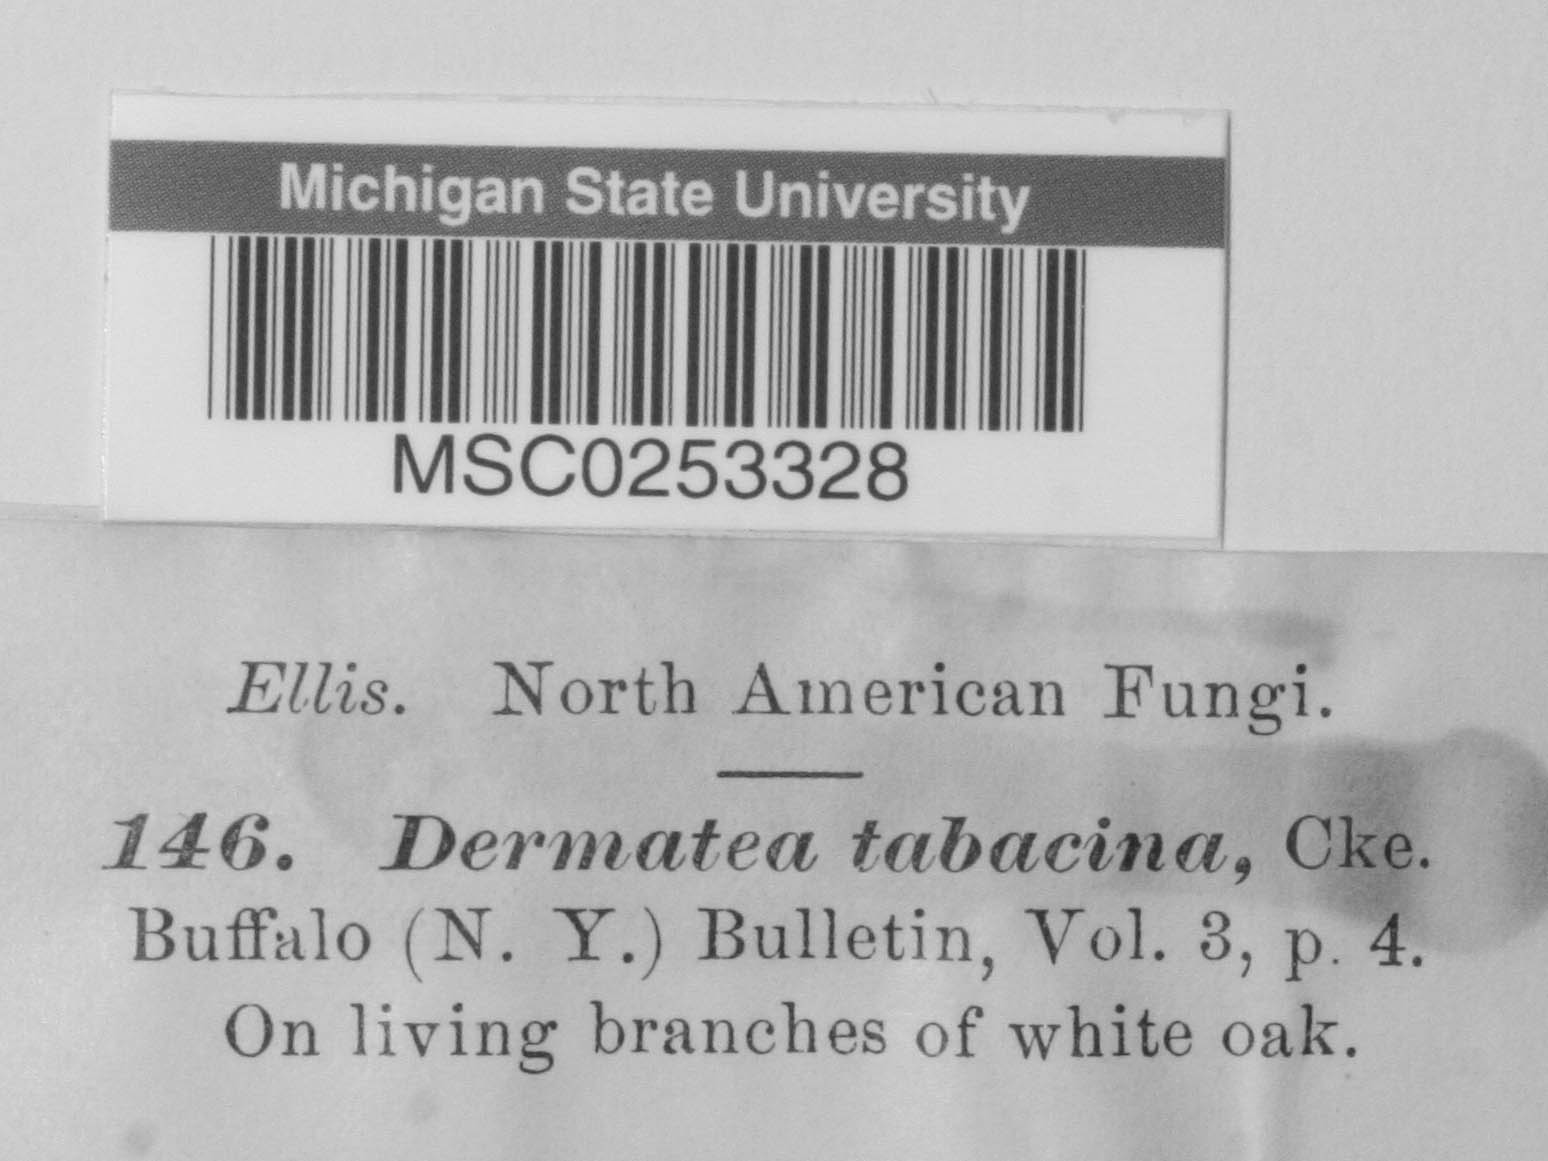 Michigan State University
MSC0253328
Ellis. North American Fungi.
146. Dermatea tabacina, Cke.
Buffalo (N. Y.) Bulletin, Vol. 3, p. 4.
On living branches of white oak.